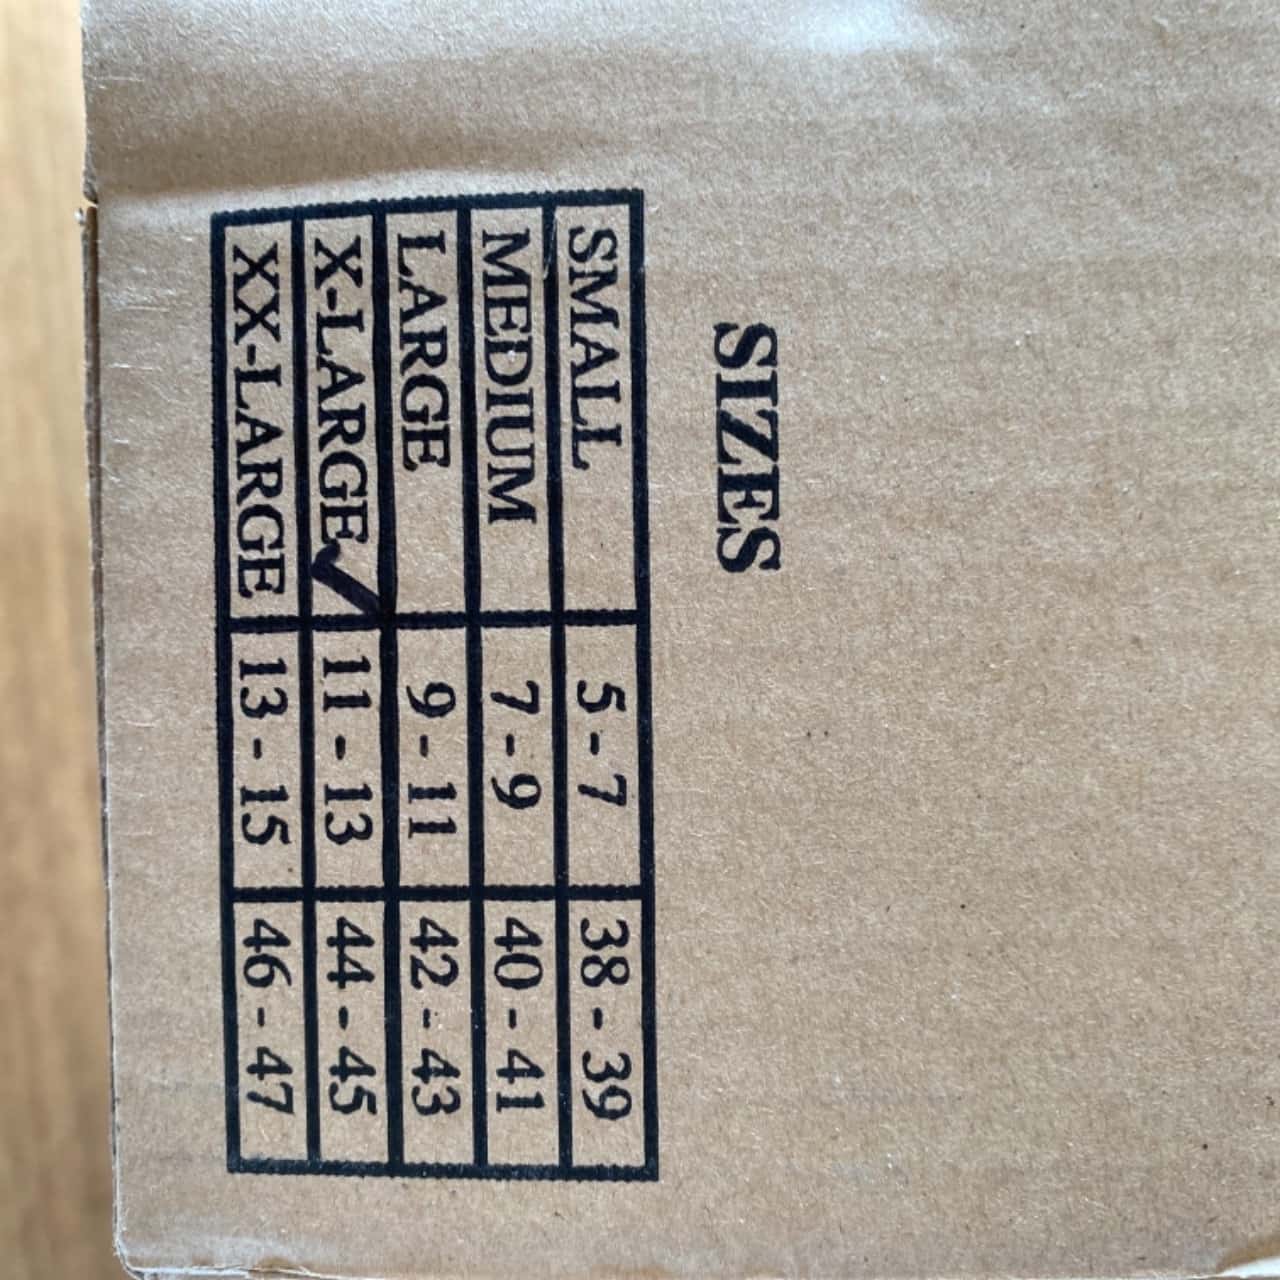 SIZES
SMALL 5 - 7 38 - 39
MEDIUM 7 - 9 40 - 41
LARGE 9 - 11 42 - 43
X-LARGE ✓ 11 - 13 44 - 45
XX-LARGE 13 - 15 46 - 47